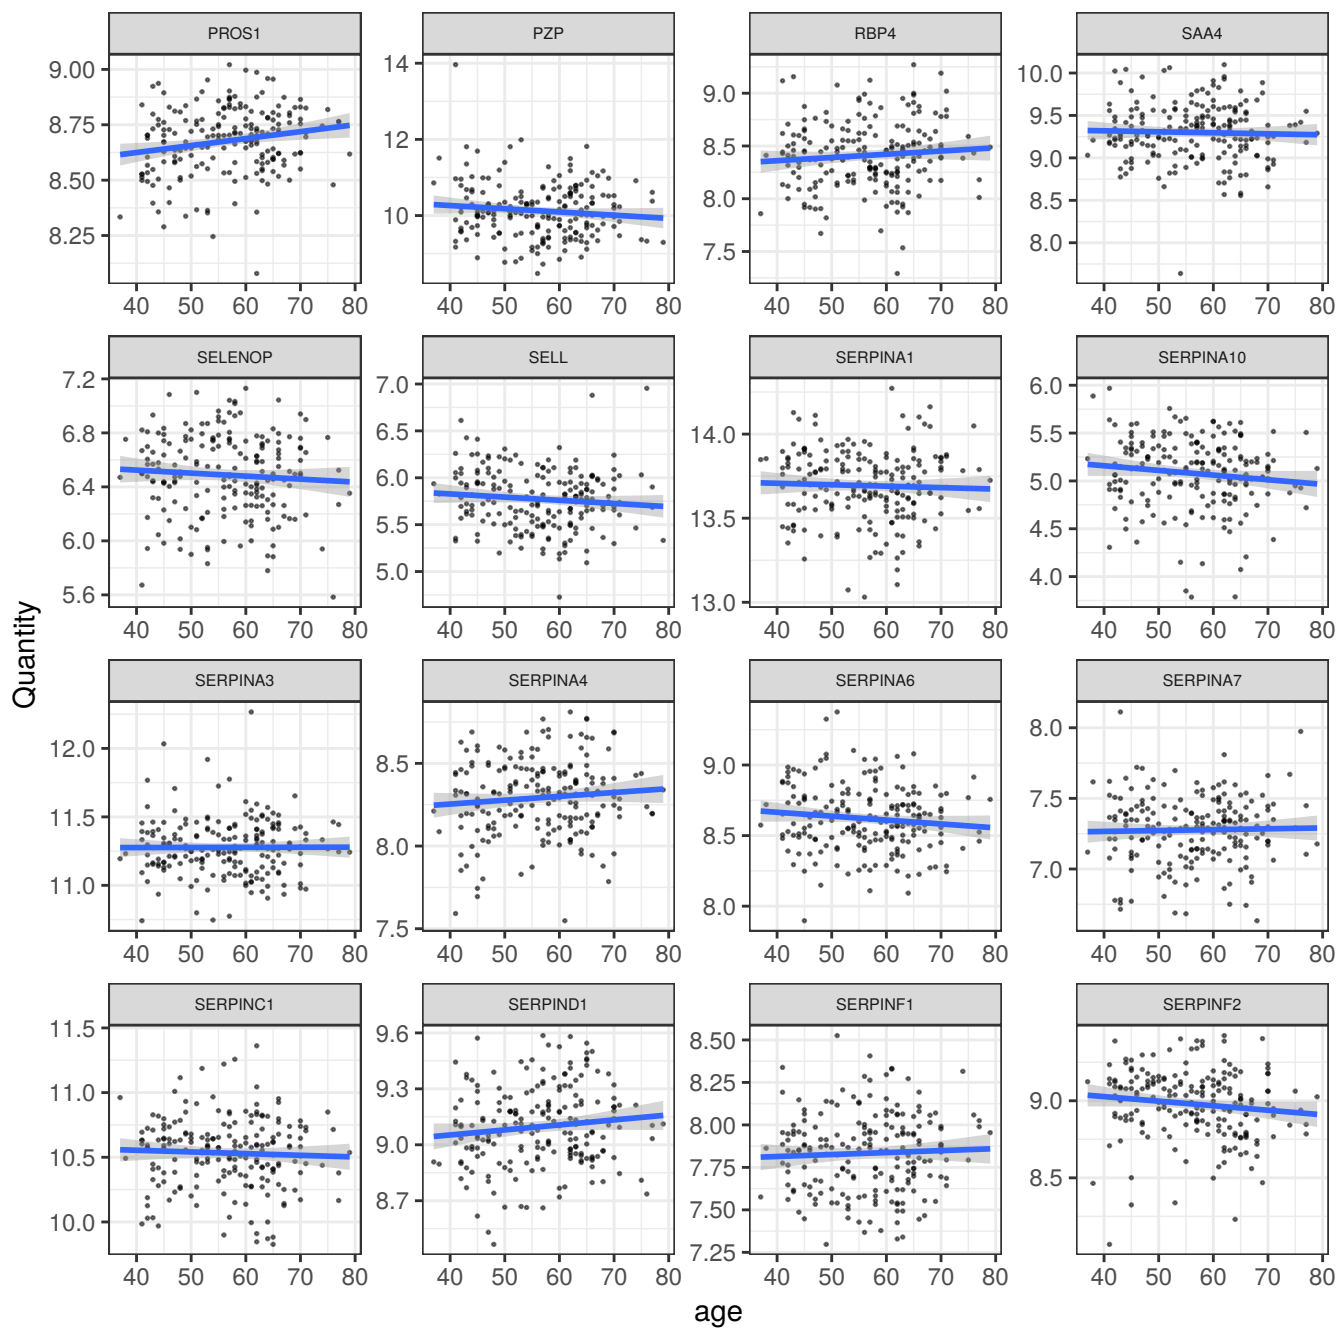 PROS1 PZP RBP4 SAA4
9.00 14 9.0 10.0
8.75 12 8.5 9.5
8.50 10 8.0 9.0
8.25 7.5 8.5
8.0
40 50 60 70 80 40 50 60 70 80 40 50 60 70 80 40 50 60 70 80
SELENOP SELL SERPINA1 SERPINA10
7.2 7.0 14.0 6.0
6.8 6.5 13.5 5.5
6.4 6.0 13.0 5.0
6.0 5.5 4.5
5.6 5.0 4.0
40 50 60 70 80 40 50 60 70 80 40 50 60 70 80 40 50 60 70 80
Quantity
SERPINA3 SERPINA4 SERPINA6 SERPINA7
12.0 8.5 9.0 8.0
11.5 8.0 8.5 7.5
11.0 7.5 8.0 7.0
40 50 60 70 80 40 50 60 70 80 40 50 60 70 80 40 50 60 70 80
SERPINC1 SERPIND1 SERPINF1 SERPINF2
11.5 9.6 8.50 9.0
11.0 9.3 8.25 8.5
10.5 9.0 8.00
10.0 8.7 7.75
7.50
7.25
40 50 60 70 80 40 50 60 70 80 40 50 60 70 80 40 50 60 70 80
age